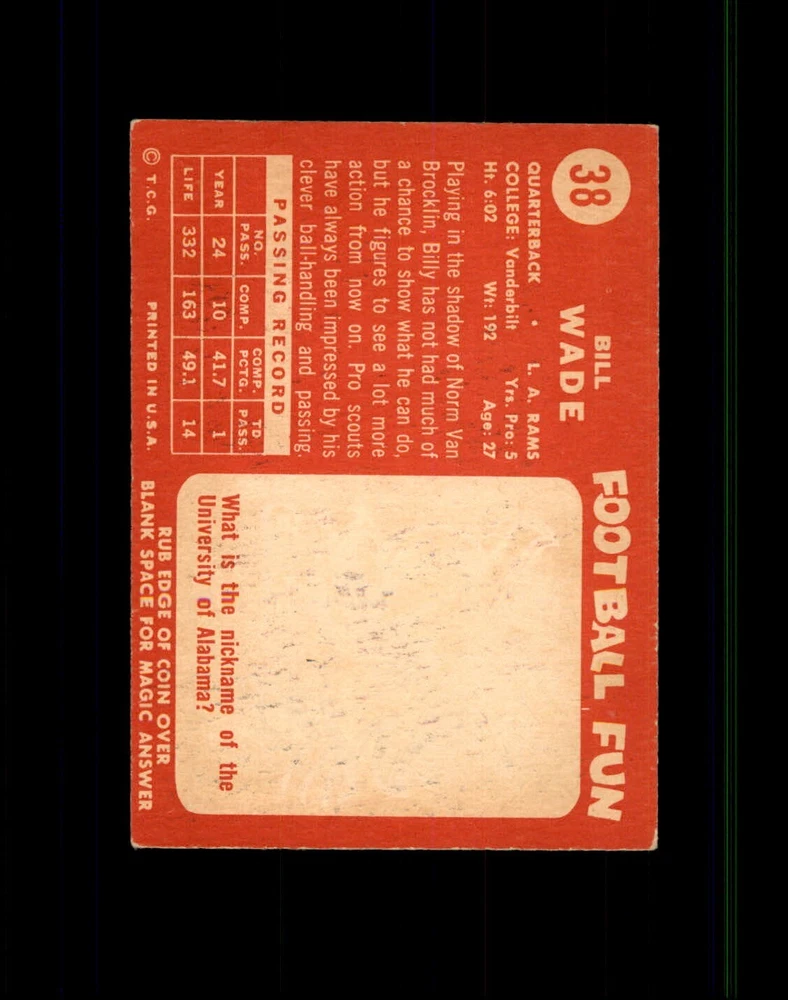 38
BILL
WADE
QUARTERBACK • L. A. RAMS
COLLEGE: Vanderbilt Yrs. Pro: 5
Ht. 6:02 Wt: 192 Age: 27
Playing in the shadow of Norm Van
Brocklin, Billy has not had much of
a chance to show what he can do,
but he figures to see a lot more
action from now on. Pro scouts
have always been impressed by his
clever ball-handling and passing.
PASSING RECORD
NO. PASS. COMP. COMP. PCTG. TD PASS.
YEAR 24 10 41.7 1
LIFE 332 163 49.1 14
© T.C.G. PRINTED IN U.S.A.
FOOTBALL FUN
What is the nickname of the
University of Alabama?
RUB EDGE OF COIN OVER
BLANK SPACE FOR MAGIC ANSWER